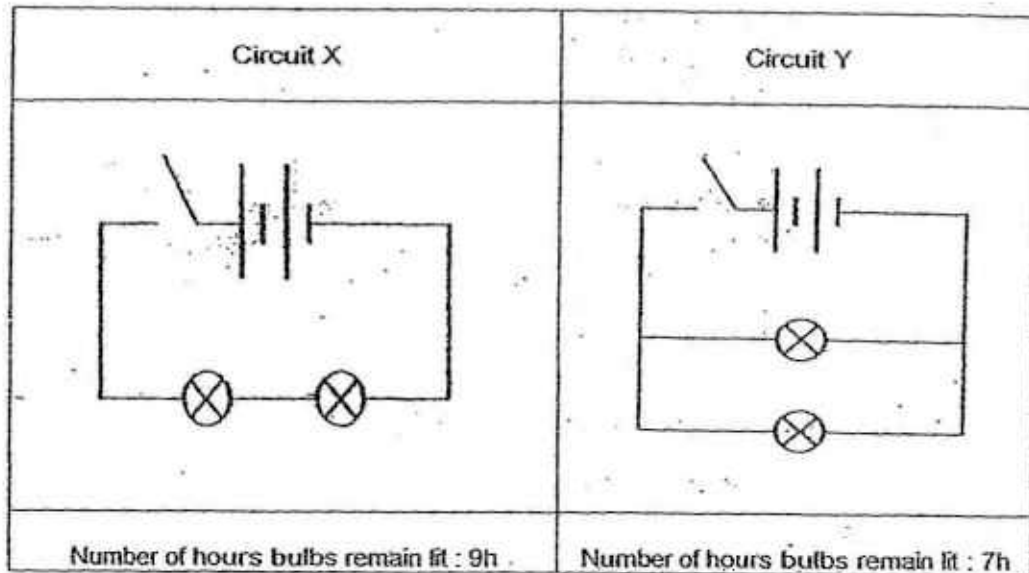 Circuit X
Circuit Y
Number of hours bulbs remain lit : 9h
Number of hours bulbs remain lit : 7h